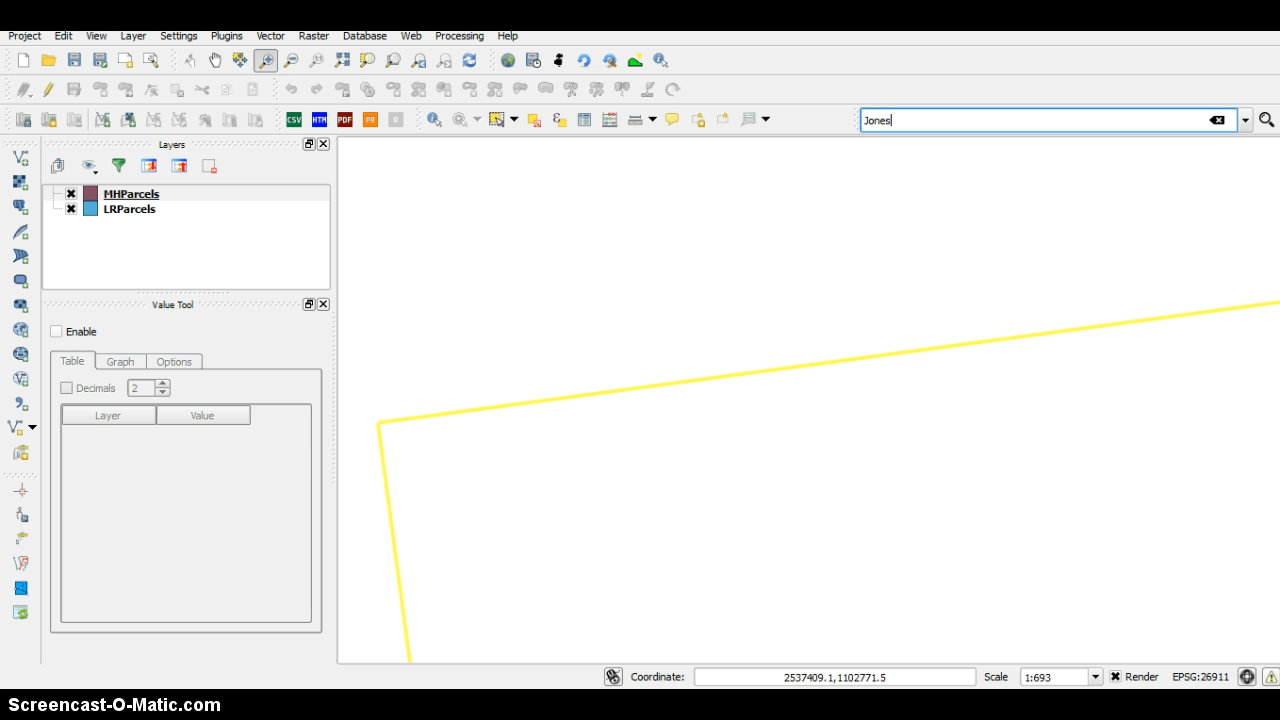 Project Edit View Layer Settings Plugins Vector Raster Database Web Processing Help
CSV HTM PDF PR 0 Jones
Layers
MHParcels
LRParcels
Value Tool
Enable
Table Graph Options
Decimals 2
Layer Value
Coordinate: 2537409.1,1102771.5 Scale 1:693 Render EPSG:26911
Screencast-O-Matic.com